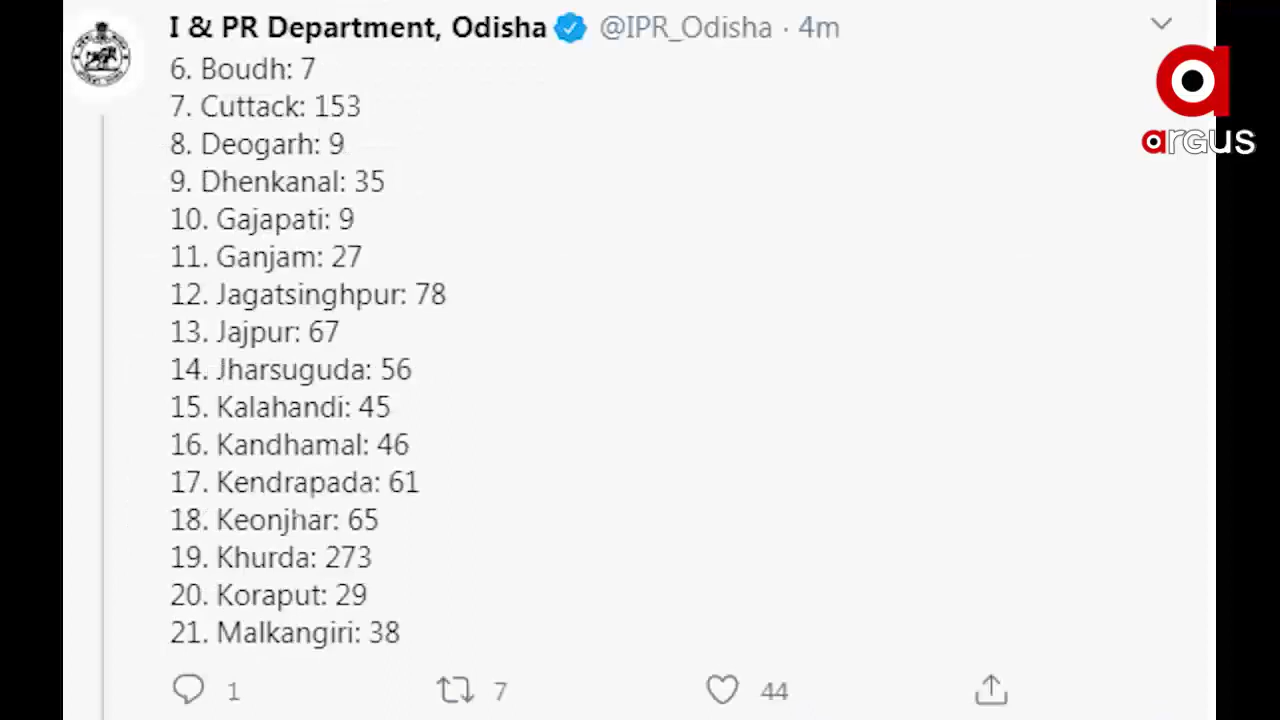 I & PR Department, Odisha @IPR_Odisha · 4m
6. Boudh: 7
7. Cuttack: 153
8. Deogarh: 9
9. Dhenkanal: 35
10. Gajapati: 9
11. Ganjam: 27
12. Jagatsinghpur: 78
13. Jajpur: 67
14. Jharsuguda: 56
15. Kalahandi: 45
16. Kandhamal: 46
17. Kendrapada: 61
18. Keonjhar: 65
19. Khurda: 273
20. Koraput: 29
21. Malkangiri: 38
1 7 44
a
argus